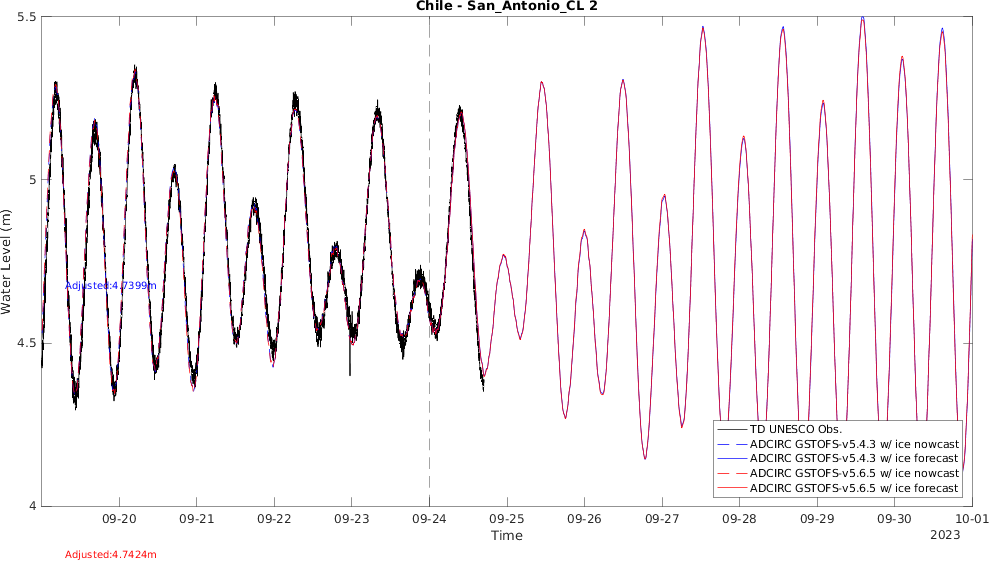 Chile - San_Antonio_CL 2
5.5
5
4.5
4
Water Level (m)
Adjusted:4.7399m
TD UNESCO Obs.
ADCIRC GSTOFS-v5.4.3 w/ ice nowcast
ADCIRC GSTOFS-v5.4.3 w/ ice forecast
ADCIRC GSTOFS-v5.6.5 w/ ice nowcast
ADCIRC GSTOFS-v5.6.5 w/ ice forecast
09-20 09-21 09-22 09-23 09-24 09-25 09-26 09-27 09-28 09-29 09-30 10-01
Time
2023
Adjusted:4.7424m